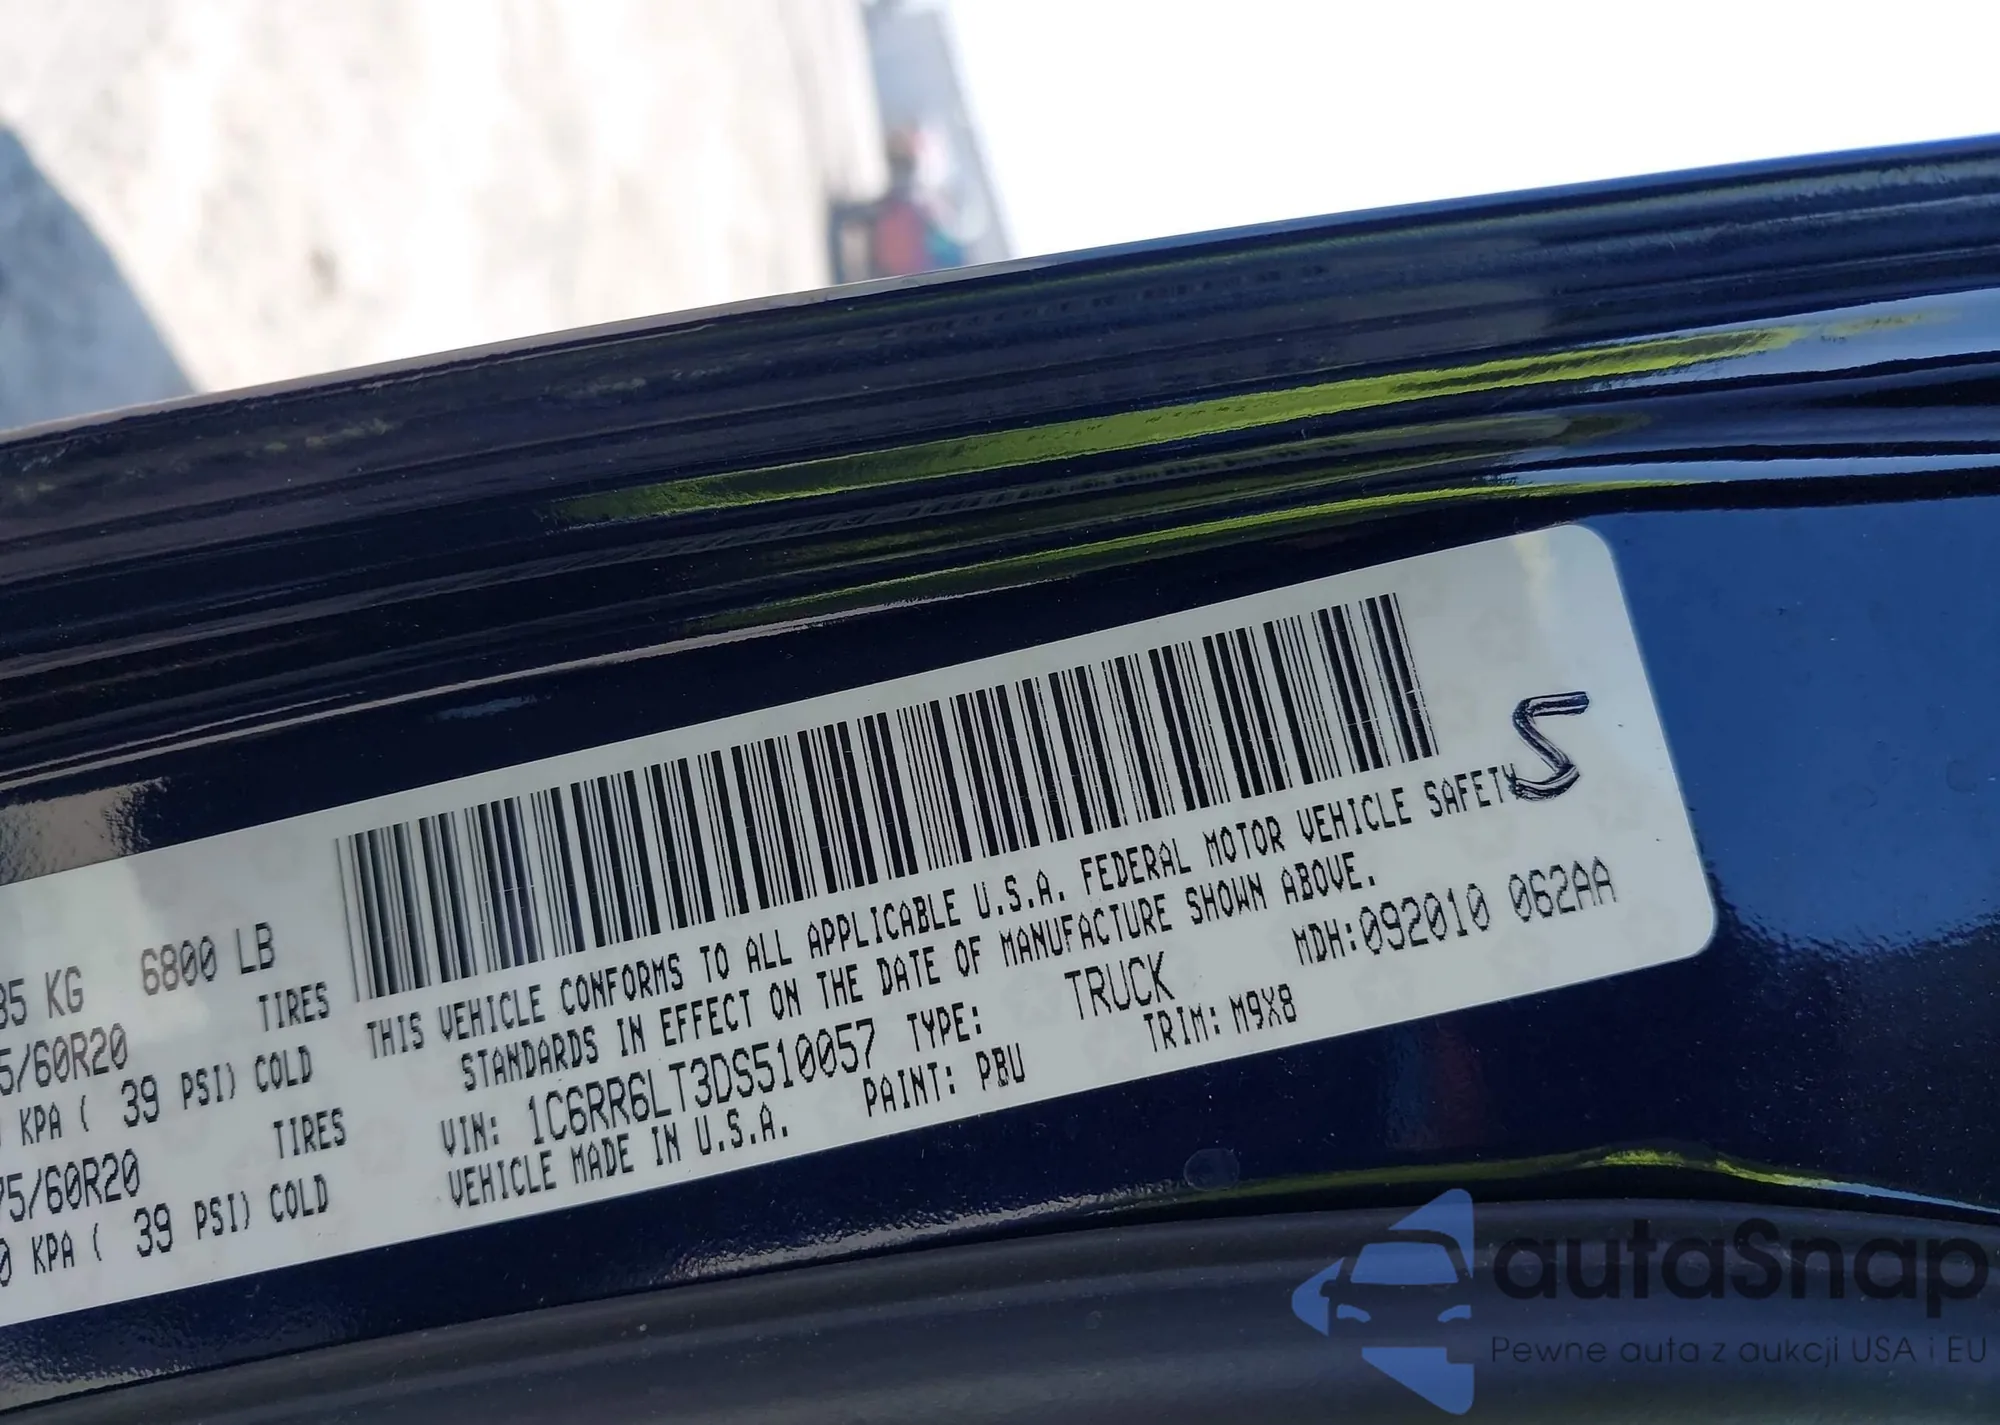 S
THIS VEHICLE CONFORMS TO ALL APPLICABLE U.S.A. FEDERAL MOTOR VEHICLE SAFETY
STANDARDS IN EFFECT ON THE DATE OF MANUFACTURE SHOWN ABOVE.
MDH:092010 062AA
VIN: 1C6RR6LT3DS510057 TYPE: TRUCK
VEHICLE MADE IN U.S.A. PAINT: PBU TRIM: M9X8
85 KG 6800 LB
TIRES
5/60R20
KPA ( 39 PSI) COLD
TIRES
75/60R20
0 KPA ( 39 PSI) COLD
autaSnap
Pewne auta z aukcji USA i EU